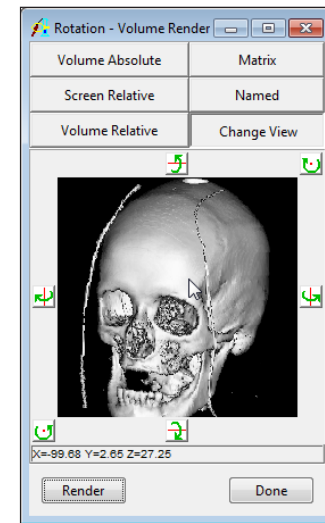 Rotation - Volume Render
Volume Absolute Matrix
Screen Relative Named
Volume Relative Change View
X=-99.68 Y=2.65 Z=27.25
Render Done